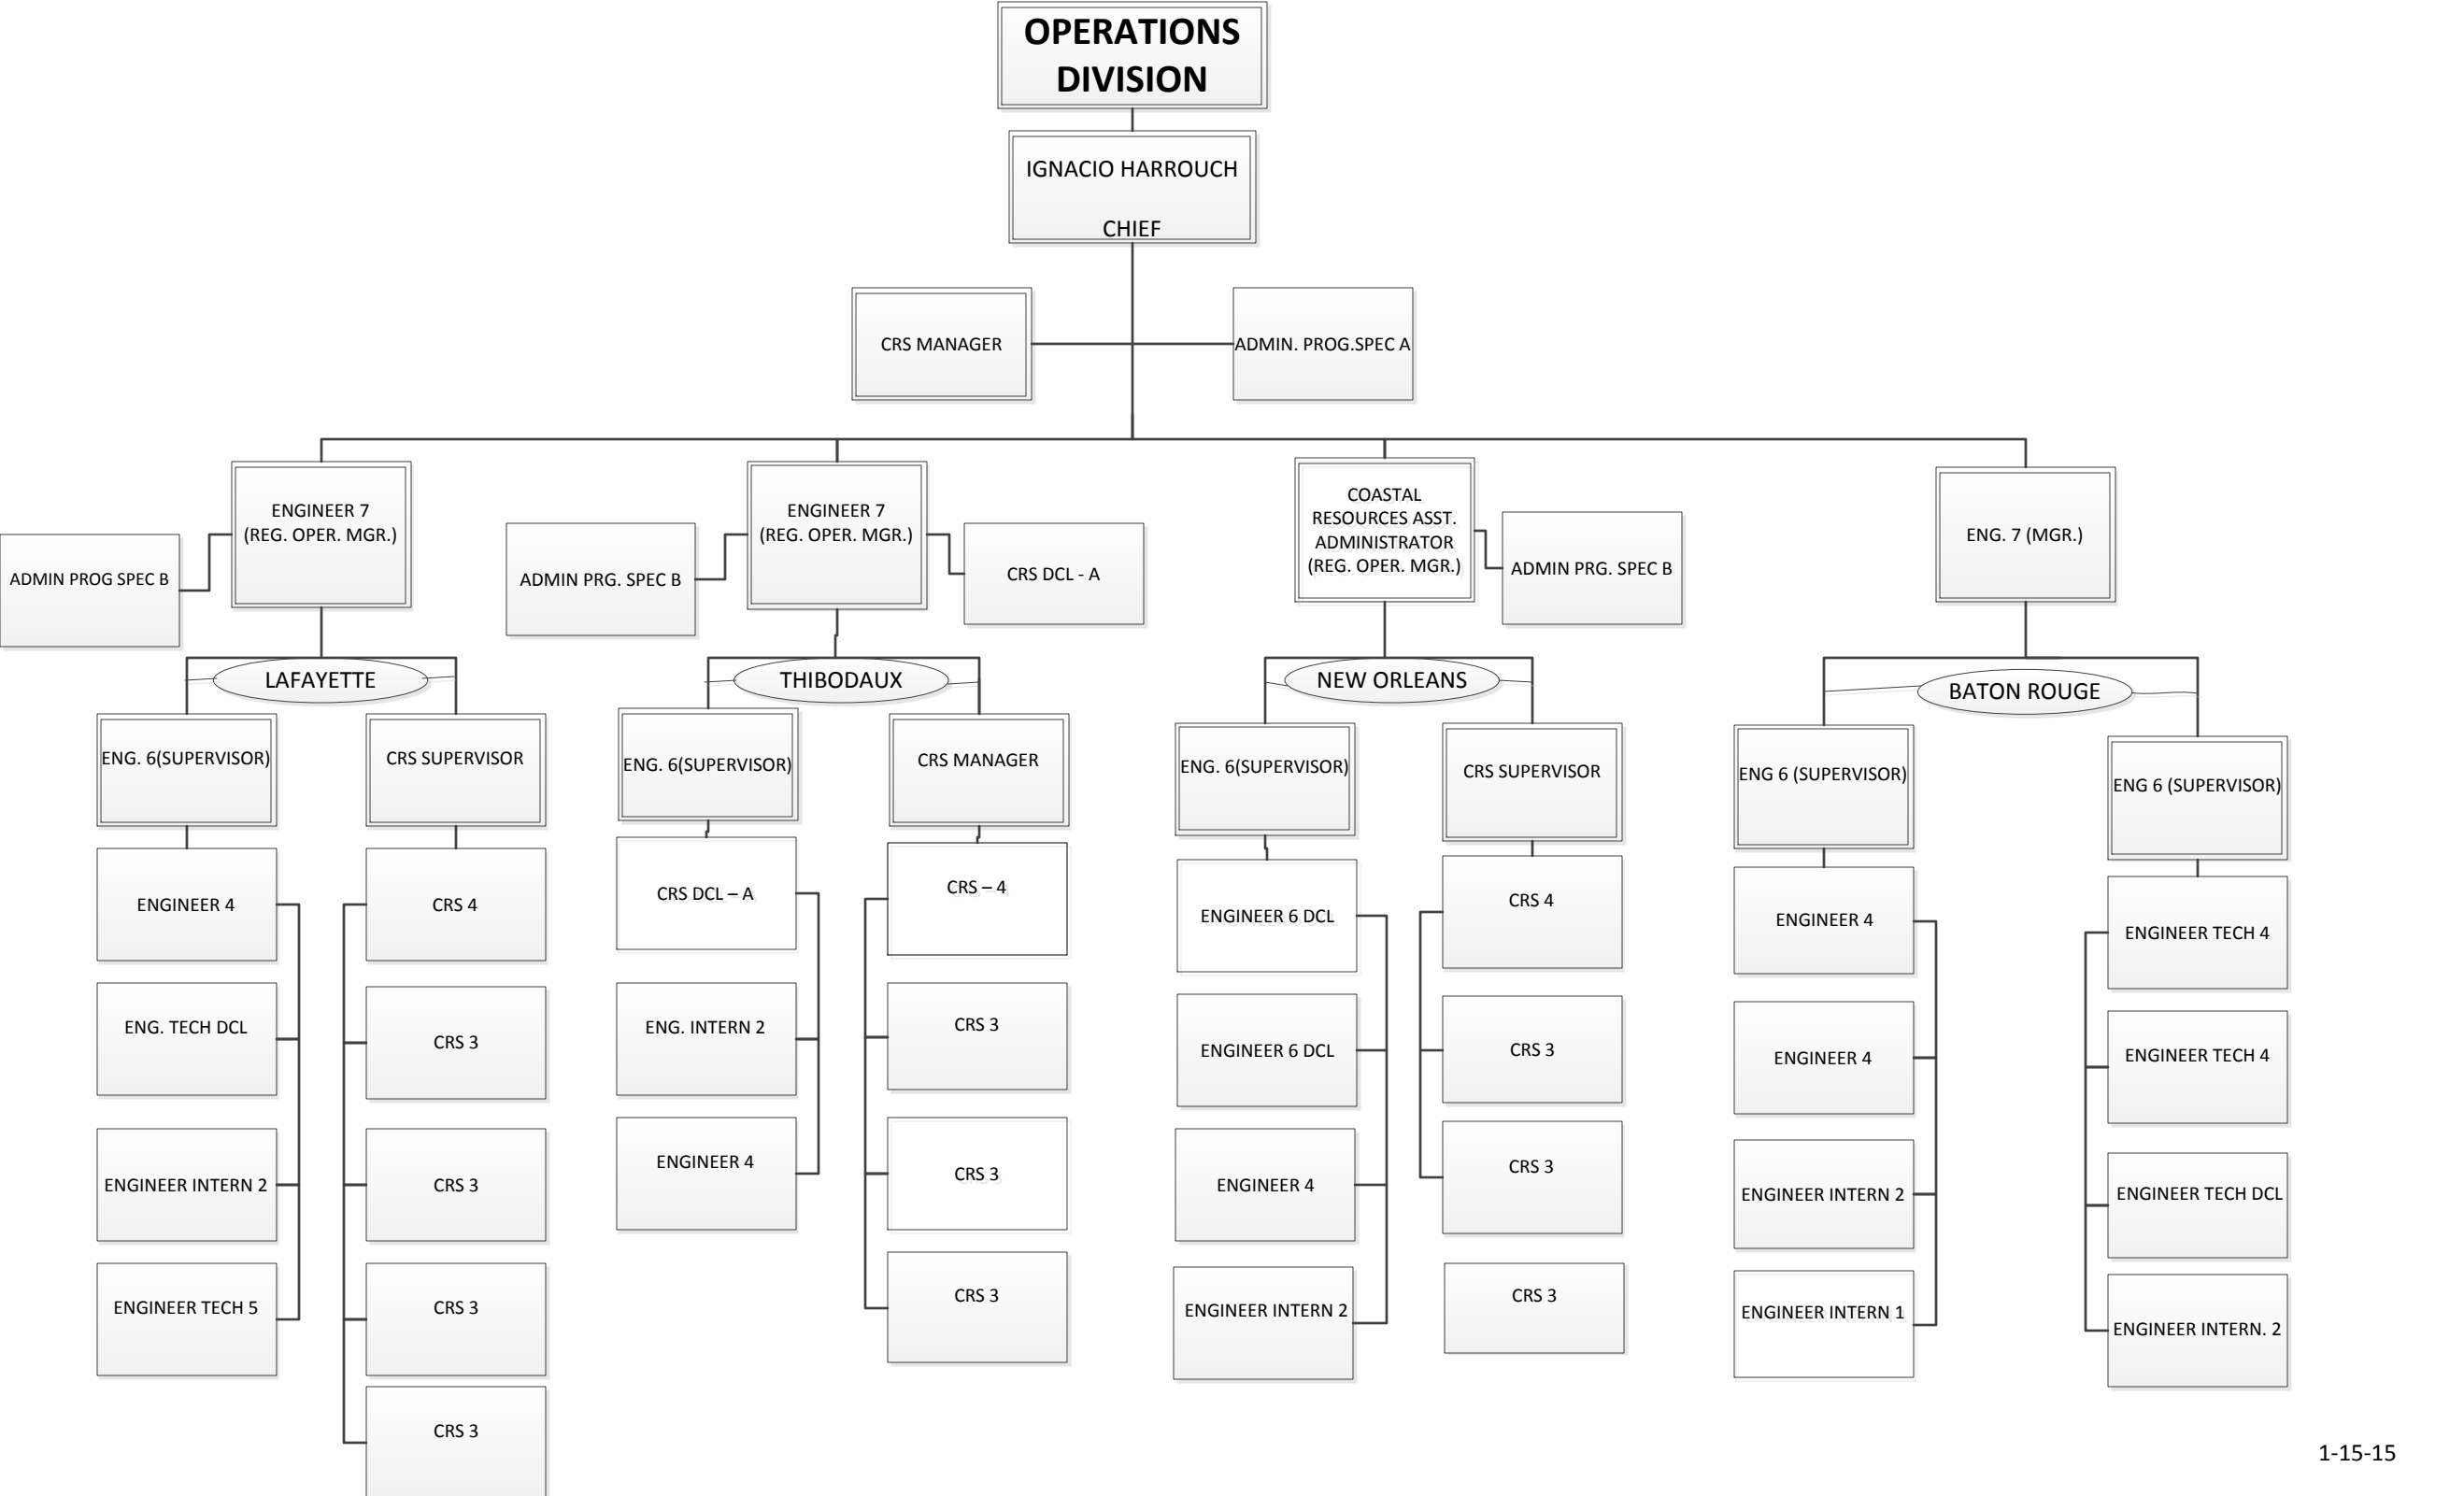 OPERATIONS
DIVISION
IGNACIO HARROUCH
CHIEF
CRS MANAGER
ADMIN. PROG.SPEC A
ENGINEER 7
(REG. OPER. MGR.)
ADMIN PROG SPEC B
ENGINEER 7
(REG. OPER. MGR.)
ADMIN PRG. SPEC B
CRS DCL - A
COASTAL
RESOURCES ASST.
ADMINISTRATOR
(REG. OPER. MGR.)
ADMIN PRG. SPEC B
ENG. 7 (MGR.)
LAFAYETTE
ENG. 6(SUPERVISOR)
ENGINEER 4
ENG. TECH DCL
ENGINEER INTERN 2
ENGINEER TECH 5
CRS SUPERVISOR
CRS 4
CRS 3
CRS 3
CRS 3
CRS 3
THIBODAUX
ENG. 6(SUPERVISOR)
CRS DCL – A
ENG. INTERN 2
ENGINEER 4
CRS MANAGER
CRS – 4
CRS 3
CRS 3
CRS 3
NEW ORLEANS
ENG. 6(SUPERVISOR)
ENGINEER 6 DCL
ENGINEER 6 DCL
ENGINEER 4
ENGINEER INTERN 2
CRS SUPERVISOR
CRS 4
CRS 3
CRS 3
CRS 3
BATON ROUGE
ENG 6 (SUPERVISOR)
ENGINEER 4
ENGINEER 4
ENGINEER INTERN 2
ENGINEER INTERN 1
ENG 6 (SUPERVISOR)
ENGINEER TECH 4
ENGINEER TECH 4
ENGINEER TECH DCL
ENGINEER INTERN. 2
1-15-15